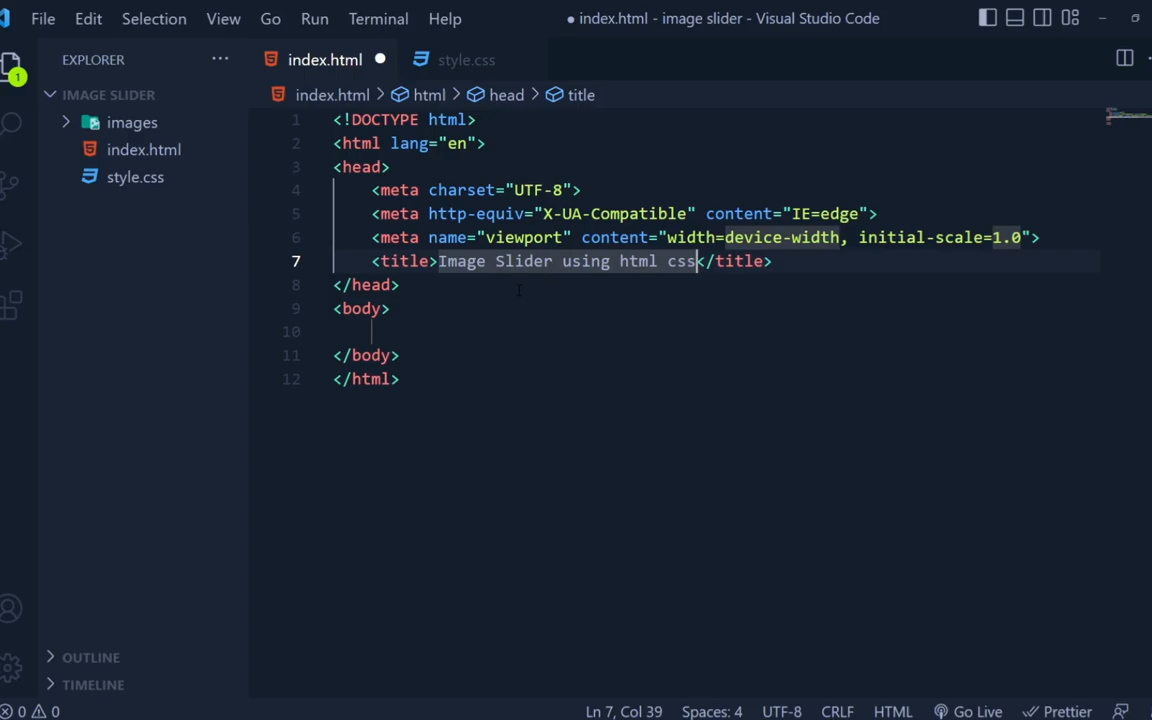 File Edit Selection View Go Run Terminal Help ● index.html - image slider - Visual Studio Code
EXPLORER ··· index.html ● style.css
1
IMAGE SLIDER
images
index.html
style.css
OUTLINE
TIMELINE
index.html > html > head > title
1 <!DOCTYPE html>
2 <html lang="en">
3 <head>
4 <meta charset="UTF-8">
5 <meta http-equiv="X-UA-Compatible" content="IE=edge">
6 <meta name="viewport" content="width=device-width, initial-scale=1.0">
7 <title>Image Slider using html css</title>
8 </head>
9 <body>
10
11 </body>
12 </html>
0 0 Ln 7, Col 39 Spaces: 4 UTF-8 CRLF HTML Go Live Prettier